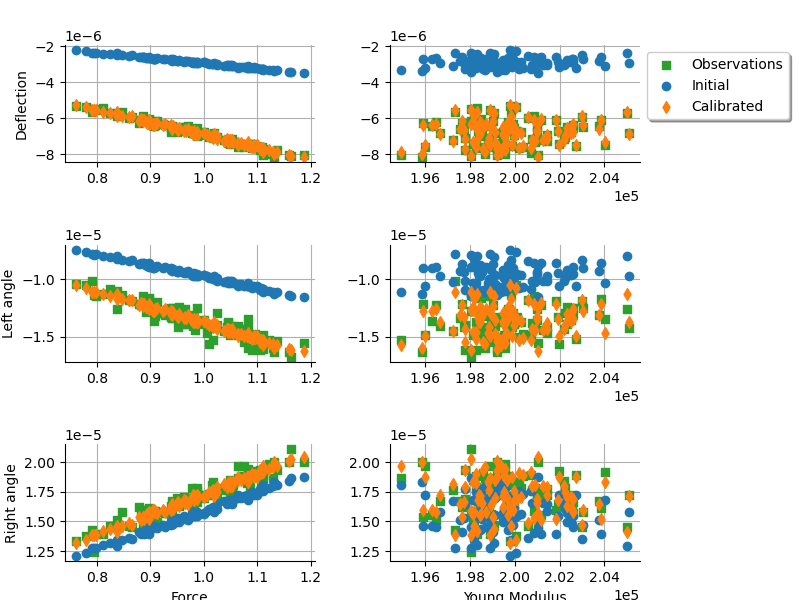 1e−6
−2
−4
−6
−8
Deflection
0.8 0.9 1.0 1.1 1.2
−2
−4
−6
−8
1.96 1.98 2.00 2.02 2.04
1e5
Observations
Initial
Calibrated
1e−5
−1.0
−1.5
Left angle
0.8 0.9 1.0 1.1 1.2
1e−5
−1.0
−1.5
1.96 1.98 2.00 2.02 2.04
1e5
1e−5
2.00
1.75
1.50
1.25
Right angle
0.8 0.9 1.0 1.1 1.2
Force
1e−5
2.00
1.75
1.50
1.25
1.96 1.98 2.00 2.02 2.04
1e5
Young Modulus
1e−6